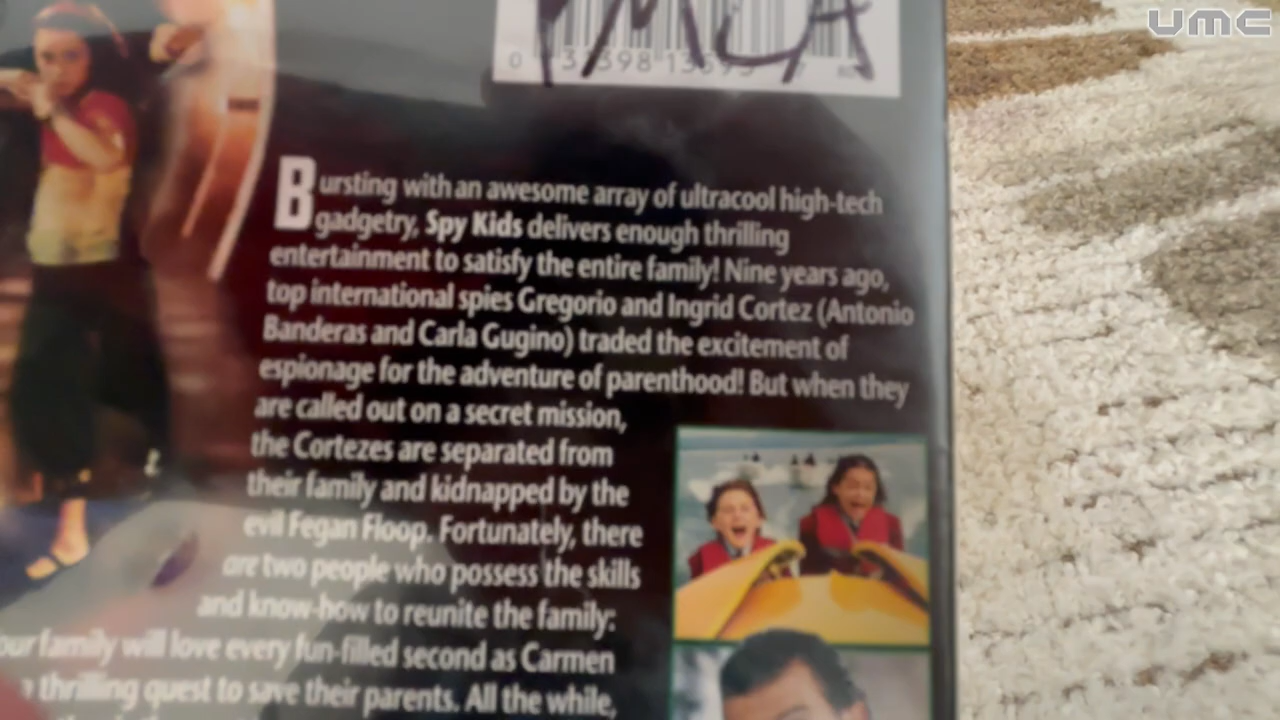 UMC
YMCA
Bursting with an awesome array of ultracool high-tech
gadgetry, Spy Kids delivers enough thrilling
entertainment to satisfy the entire family! Nine years ago,
top international spies Gregorio and Ingrid Cortez (Antonio
Banderas and Carla Gugino) traded the excitement of
espionage for the adventure of parenthood! But when they
are called out on a secret mission,
the Cortezes are separated from
their family and kidnapped by the
evil Fegan Floop. Fortunately, there
are two people who possess the skills
and know-how to reunite the family:
our family will love every fun-filled second as Carmen
thrilling quest to save their parents. All the while,